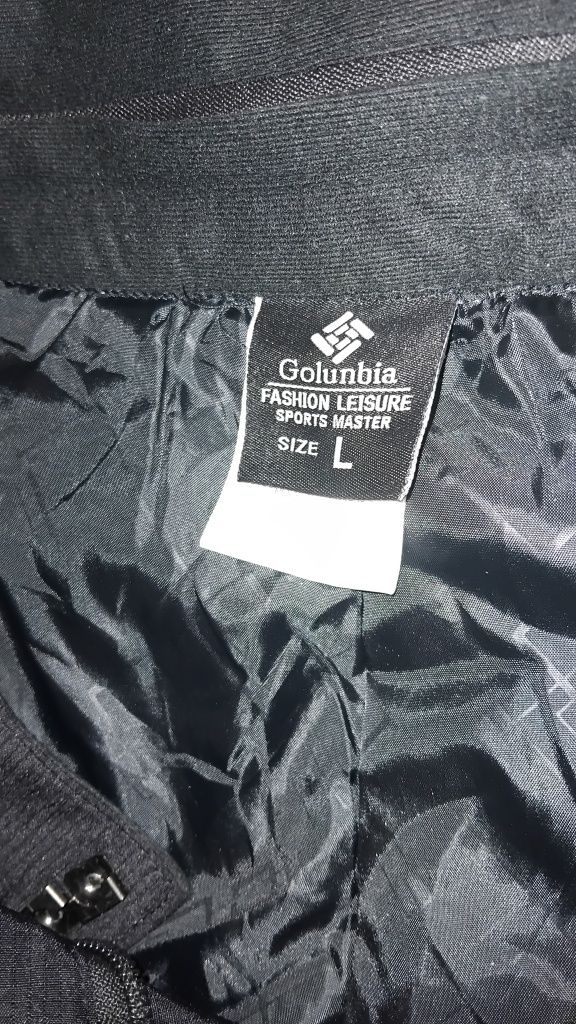 Golunbia
FASHION LEISURE
SPORTS MASTER
SIZE L